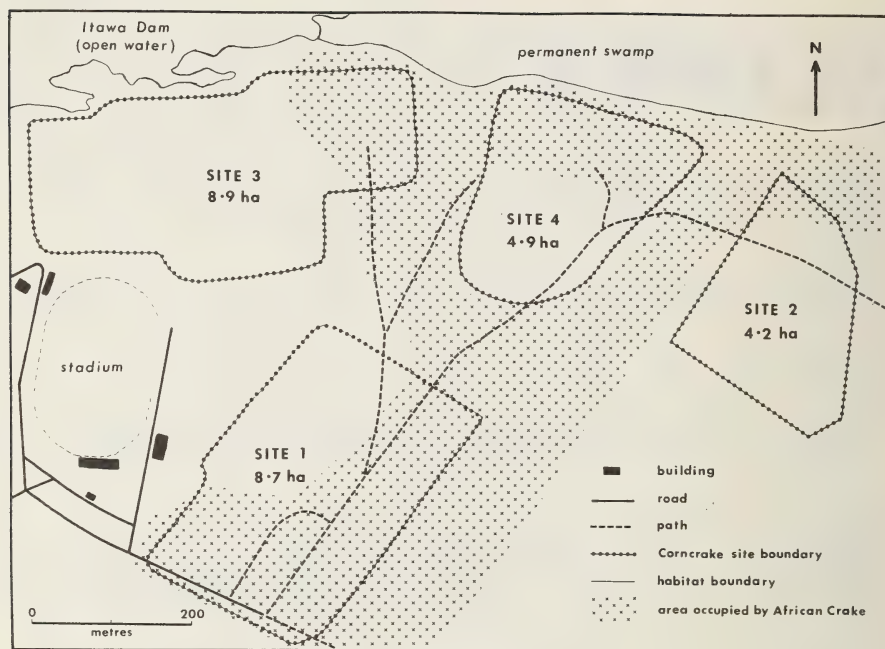 Itawa Dam
(open water)
permanent swamp
N
SITE 3
8·9 ha
SITE 4
4·9 ha
SITE 2
4·2 ha
stadium
SITE 1
8·7 ha
building
road
path
Corncrake site boundary
habitat boundary
area occupied by African Crake
0 200
metres